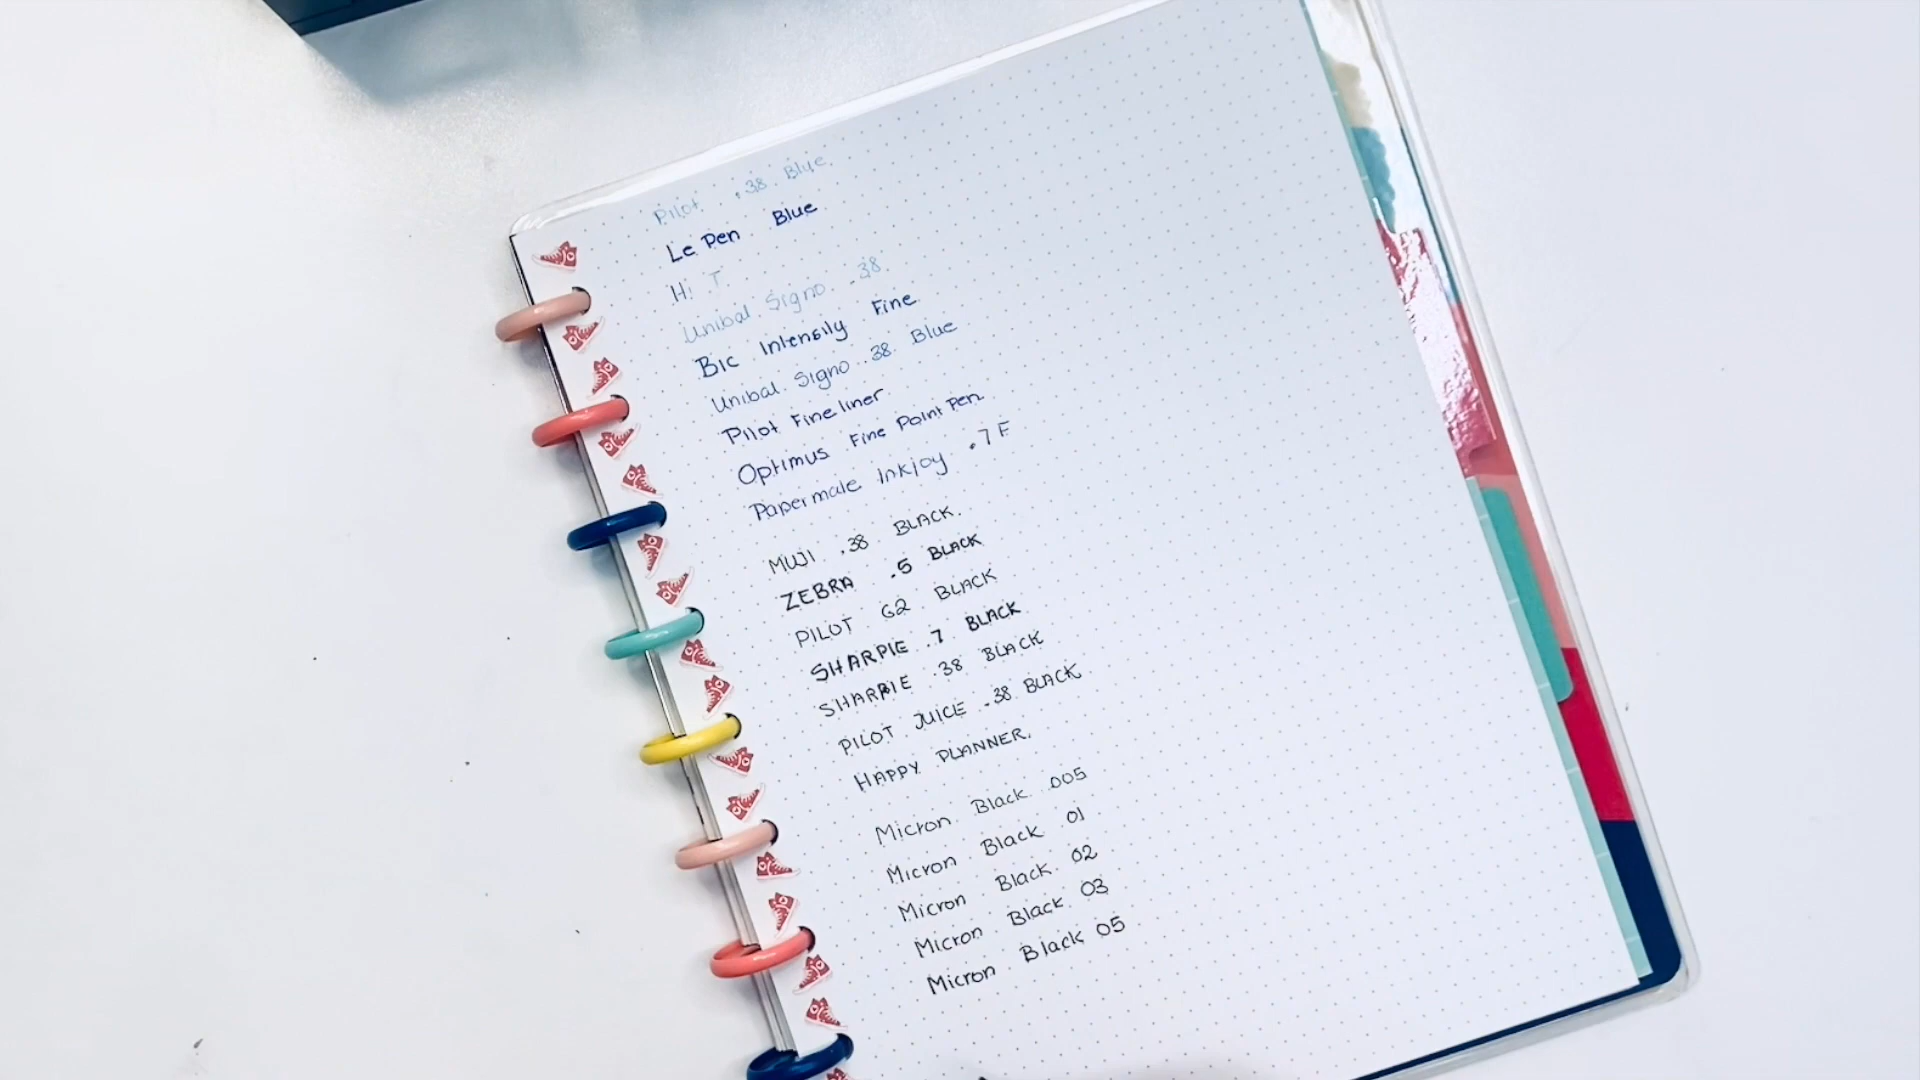 Pilot .38 Blue
Le Pen Blue
Hi T
Unibal Signo .38
Bic Intensity Fine
Unibal Signo .38 Blue
Pilot Fineliner
Optimus Fine Point Pen
Papermate Inkjoy .7 F
MUJI .38 BLACK.
ZEBRA .5 BLACK
PILOT G2 BLACK
SHARPIE .7 BLACK
SHARPIE .38 BLACK
PILOT JUICE .38 BLACK
HAPPY PLANNER.
Micron Black 005
Micron Black 01
Micron Black 02
Micron Black 03
Micron Black 05